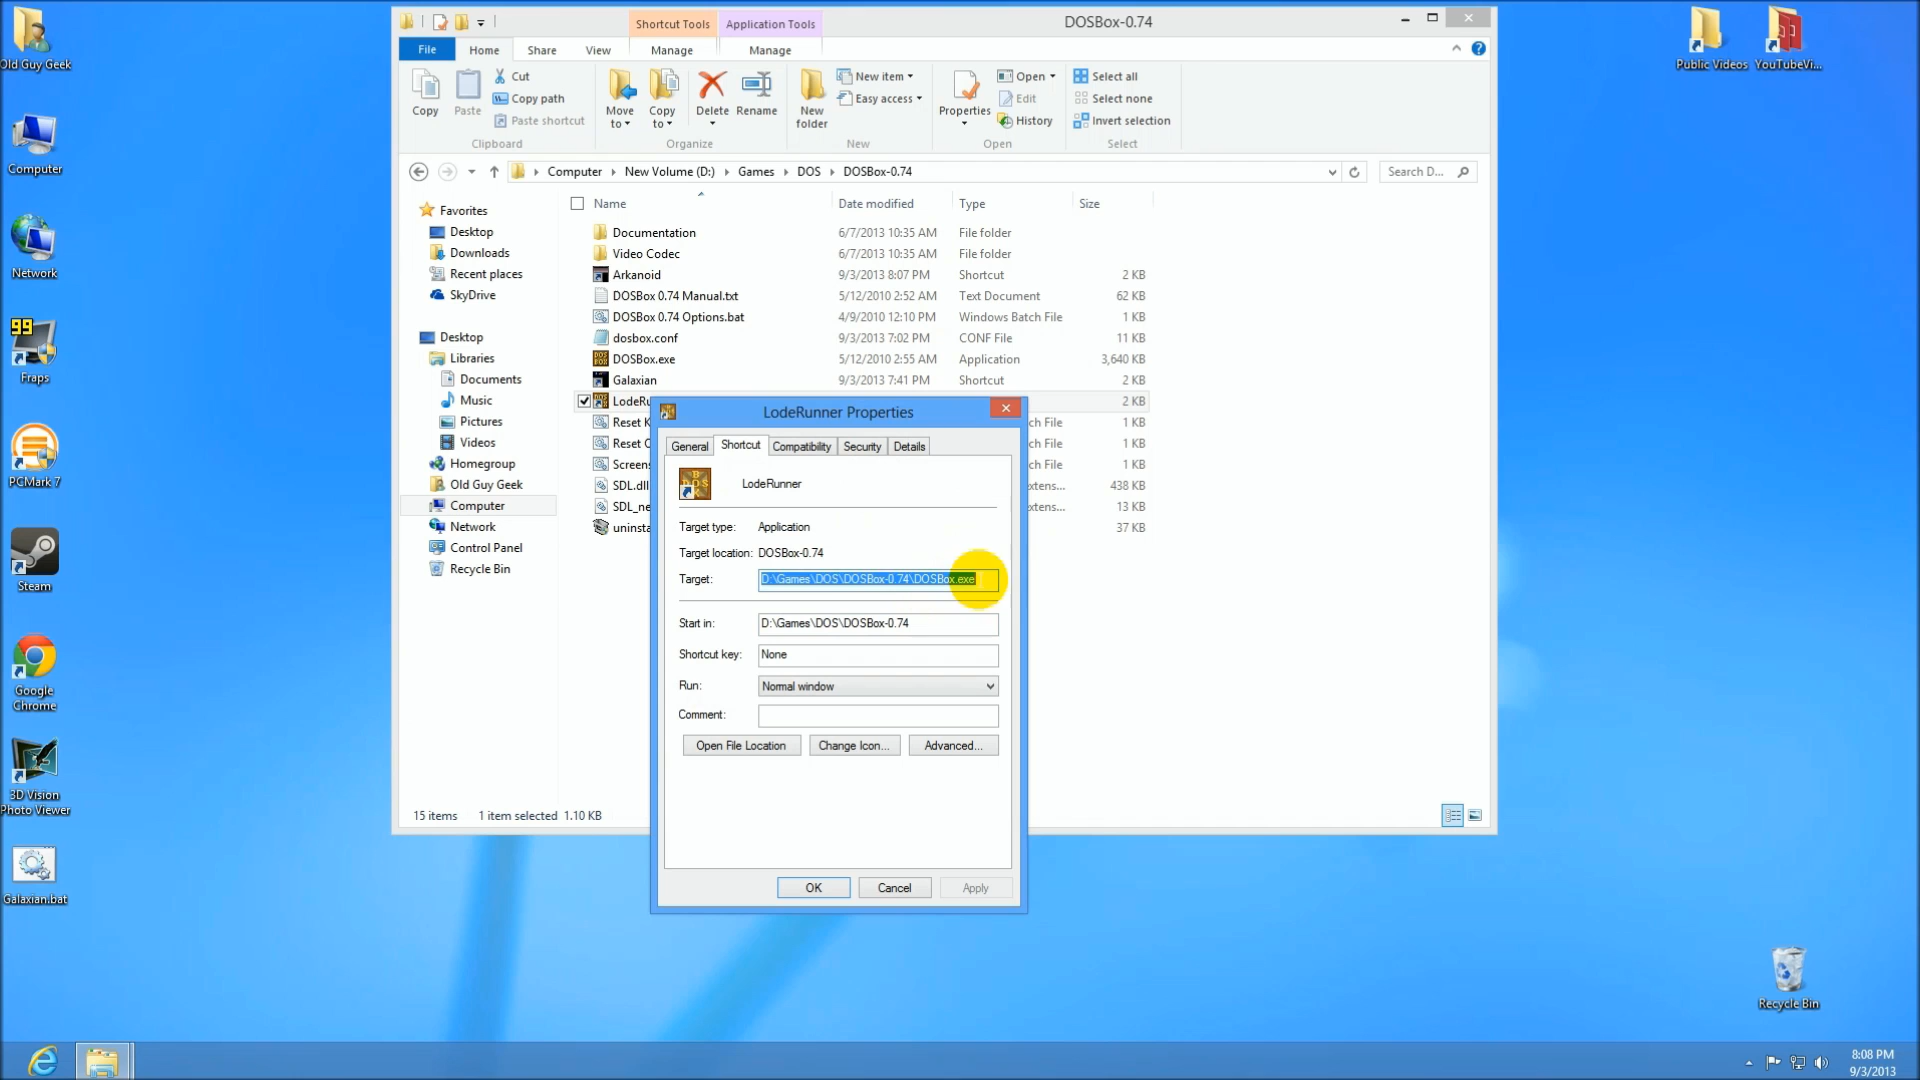 Shortcut Tools
Application Tools
DOSBox-0.74
File
Home
Share
View
Manage
Manage
Copy
Paste
Cut
Copy path
Paste shortcut
Clipboard
Move to
Copy to
Delete
Rename
Organize
New folder
New item
Easy access
New
Properties
Open
Edit
History
Open
Select all
Select none
Invert selection
Select
Computer
New Volume (D:)
Games
DOS
DOSBox-0.74
Search D...
Name
Date modified
Type
Size
Favorites
Desktop
Downloads
Recent places
SkyDrive
Desktop
Libraries
Documents
Music
Pictures
Videos
Homegroup
Old Guy Geek
Computer
Network
Control Panel
Recycle Bin
Documentation 6/7/2013 10:35 AM File folder
Video Codec 6/7/2013 10:35 AM File folder
Arkanoid 9/3/2013 8:07 PM Shortcut 2 KB
DOSBox 0.74 Manual.txt 5/12/2010 2:52 AM Text Document 62 KB
DOSBox 0.74 Options.bat 4/9/2010 12:10 PM Windows Batch File 1 KB
dosbox.conf 9/3/2013 7:02 PM CONF File 11 KB
DOSBox.exe 5/12/2010 2:55 AM Application 3,640 KB
Galaxian 9/3/2013 7:41 PM Shortcut 2 KB
LodeRu 2 KB
Reset K ch File 1 KB
Reset O ch File 1 KB
Screens ch File 1 KB
SDL.dll xtens... 438 KB
SDL_ne xtens... 13 KB
uninsta 37 KB
15 items 1 item selected 1.10 KB
LodeRunner Properties
General
Shortcut
Compatibility
Security
Details
LodeRunner
Target type: Application
Target location: DOSBox-0.74
Target: D:\Games\DOS\DOSBox-0.74\DOSBox.exe
Start in: D:\Games\DOS\DOSBox-0.74
Shortcut key: None
Run: Normal window
Comment:
Open File Location
Change Icon...
Advanced...
OK
Cancel
Apply
Old Guy Geek
Computer
Network
99
Fraps
PCMark 7
Steam
Google
Chrome
3D Vision
Photo Viewer
Galaxian.bat
Public Videos
YouTubeVi...
Recycle Bin
8:08 PM
9/3/2013